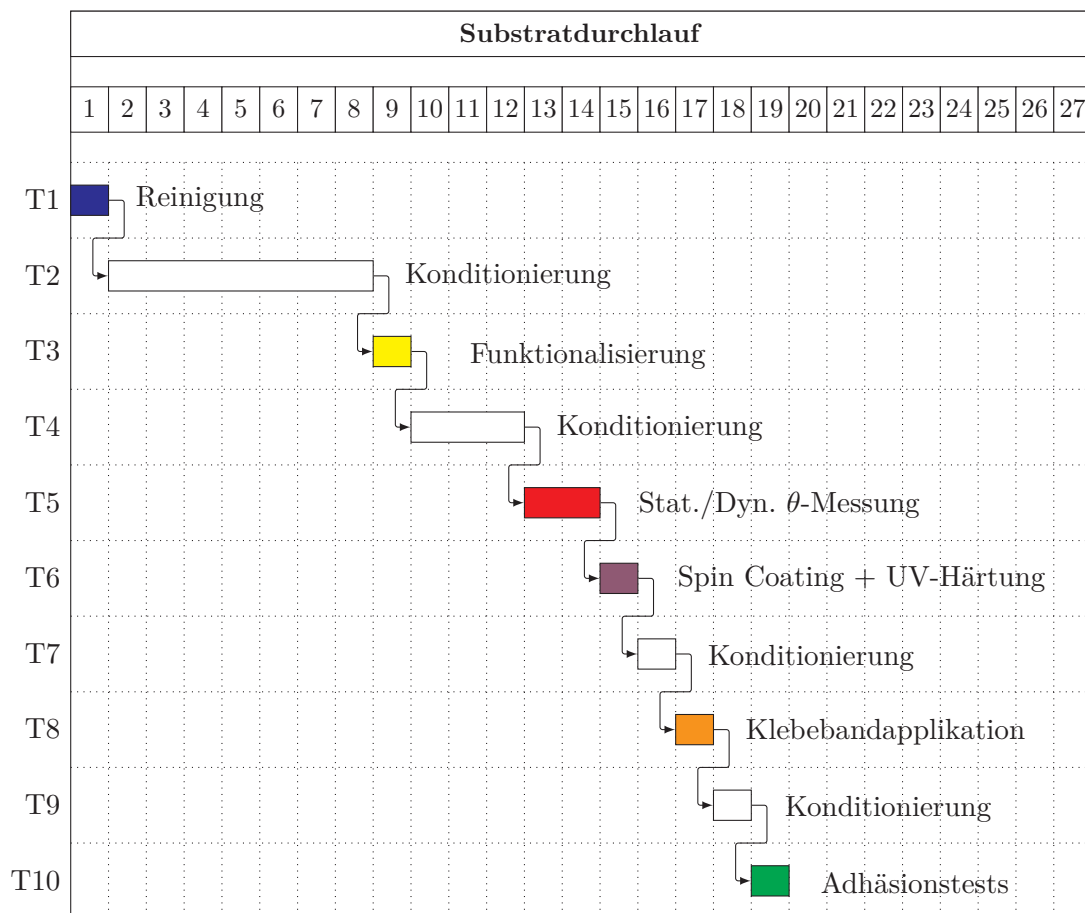 Substratdurchlauf
1 2 3 4 5 6 7 8 9 10 11 12 13 14 15 16 17 18 19 20 21 22 23 24 25 26 27
T1 Reinigung
T2 Konditionierung
T3 Funktionalisierung
T4 Konditionierung
T5 Stat./Dyn. θ-Messung
T6 Spin Coating + UV-Härtung
T7 Konditionierung
T8 Klebebandapplikation
T9 Konditionierung
T10 Adhäsionstests